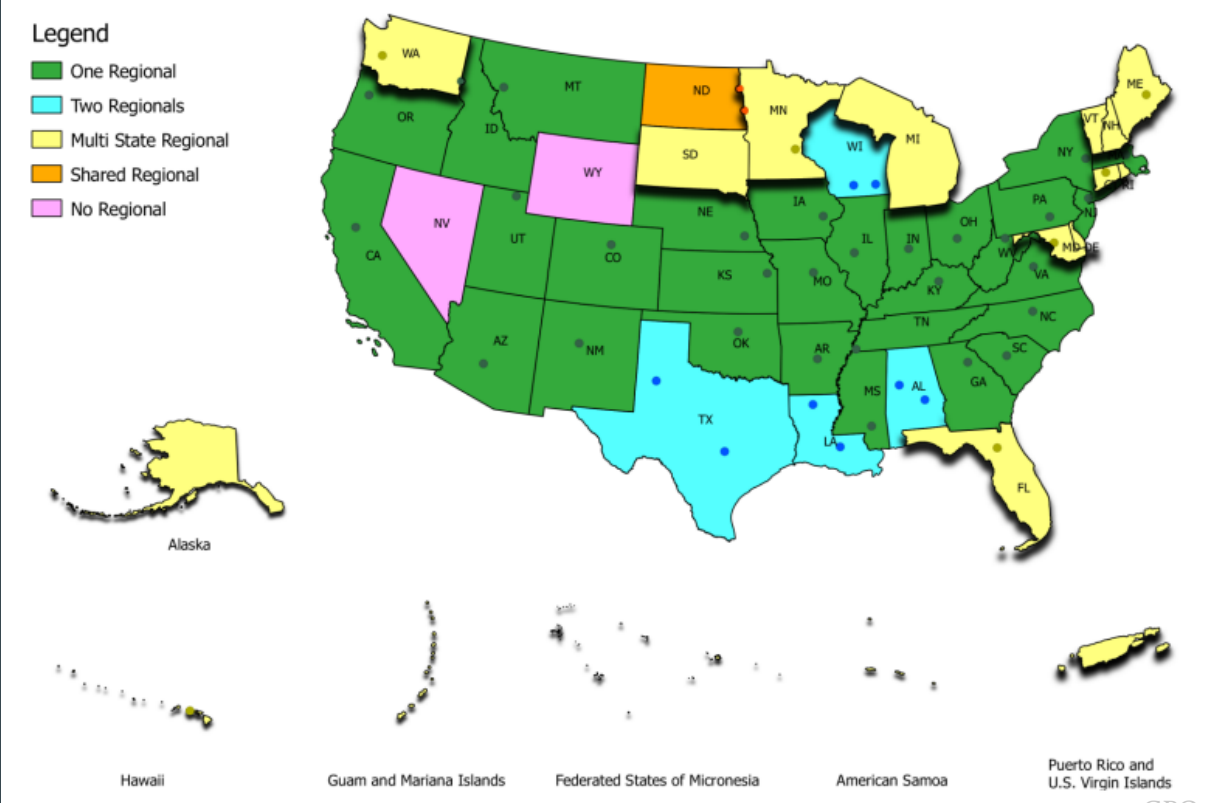 Legend
One Regional
Two Regionals
Multi State Regional
Shared Regional
No Regional
WA
MT
ND
MN
ME
VT
NH
OR
ID
SD
WI
MI
NY
WY
RI
NV
NE
IA
PA
NJ
CA
UT
CO
IL
IN
OH
MD
DE
WV
VA
KS
MO
KY
AZ
NM
OK
AR
TN
NC
SC
MS
AL
GA
TX
LA
FL
Alaska
Hawaii
Guam and Mariana Islands
Federated States of Micronesia
American Samoa
Puerto Rico and
U.S. Virgin Islands